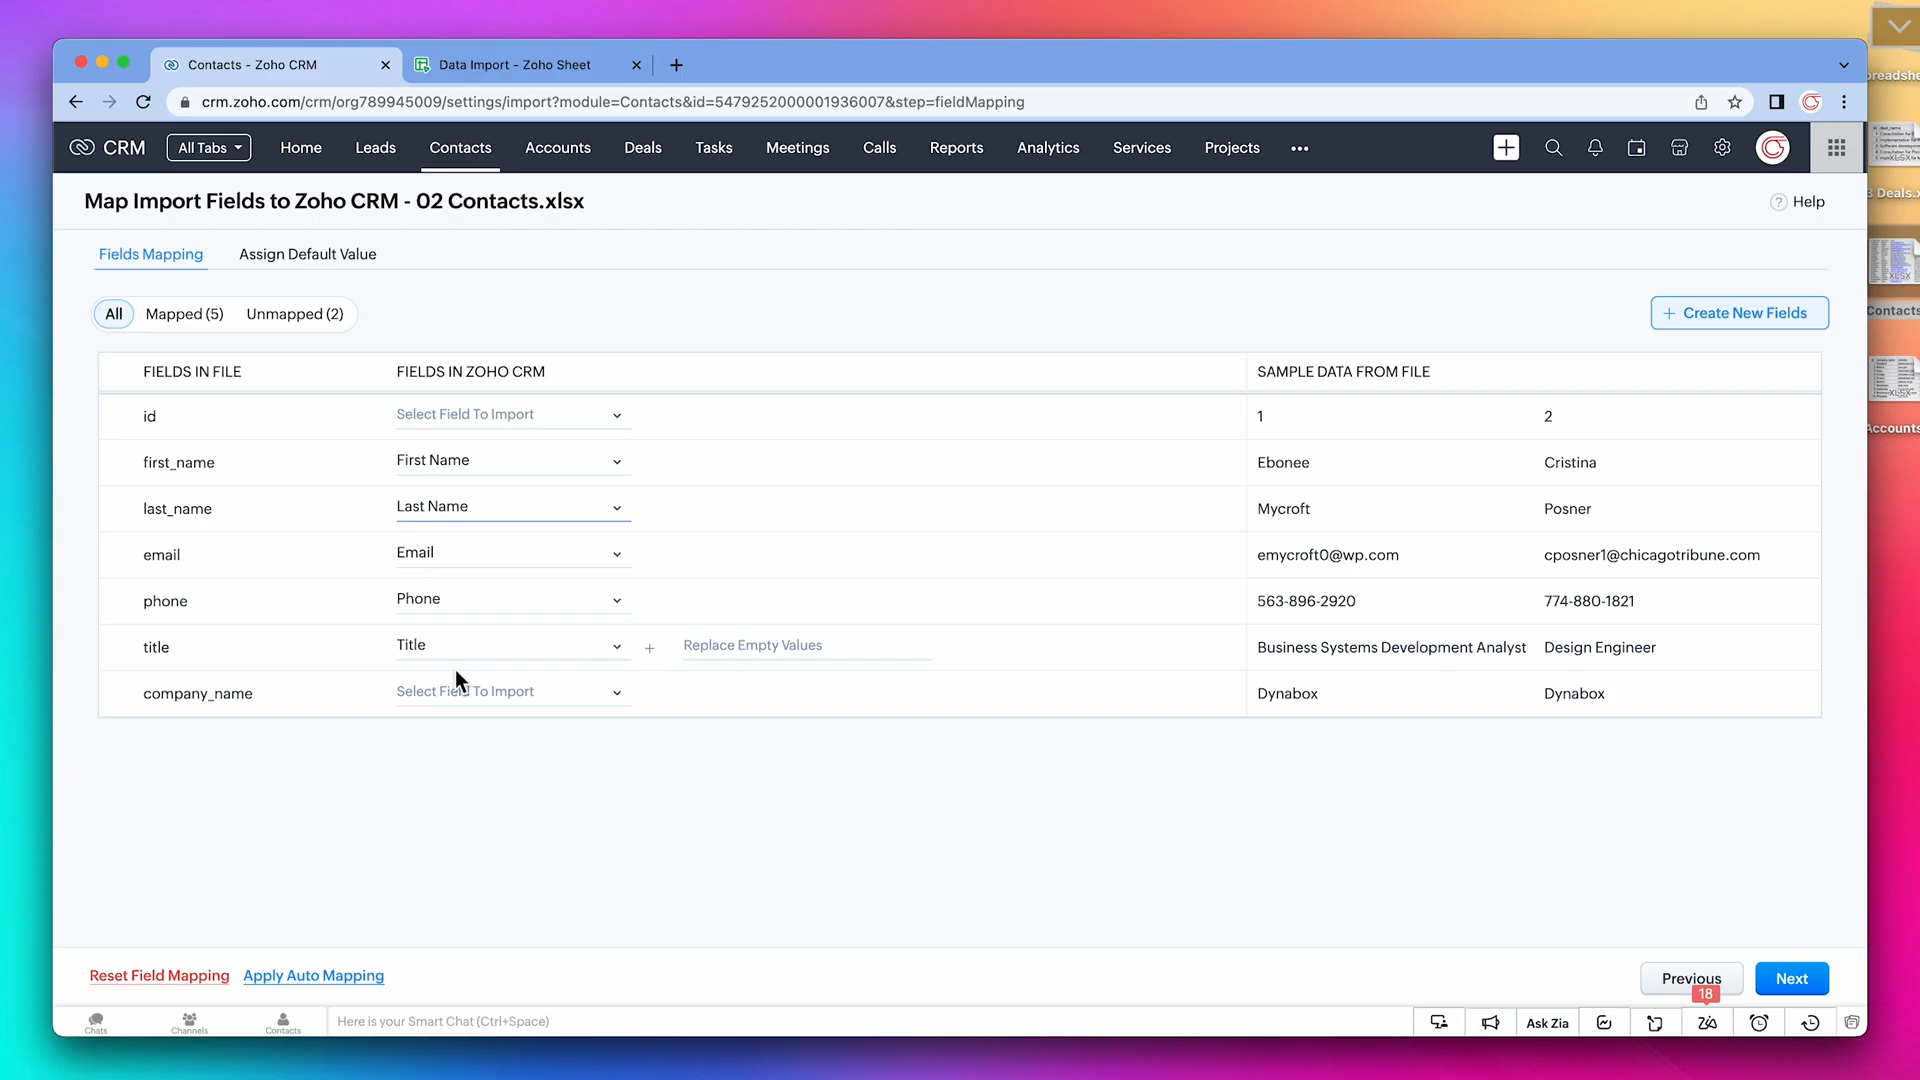 Contacts - Zoho CRM
Data Import - Zoho Sheet
crm.zoho.com/crm/org789945009/settings/import?module=Contacts&id=5479252000001936007&step=fieldMapping
CRM All Tabs Home Leads Contacts Accounts Deals Tasks Meetings Calls Reports Analytics Services Projects
Map Import Fields to Zoho CRM - 02 Contacts.xlsx
? Help
Fields Mapping Assign Default Value
All Mapped (5) Unmapped (2)
+ Create New Fields
FIELDS IN FILE FIELDS IN ZOHO CRM SAMPLE DATA FROM FILE
id Select Field To Import 1 2
first_name First Name Ebonee Cristina
last_name Last Name Mycroft Posner
email Email emycroft0@wp.com cposner1@chicagotribune.com
phone Phone 563-896-2920 774-880-1821
title Title + Replace Empty Values Business Systems Development Analyst Design Engineer
company_name Select Field To Import Dynabox Dynabox
Reset Field Mapping Apply Auto Mapping
Previous Next
18
Chats Channels Contacts
Here is your Smart Chat (Ctrl+Space)
Ask Zia
Deals.x
Contacts
Accounts